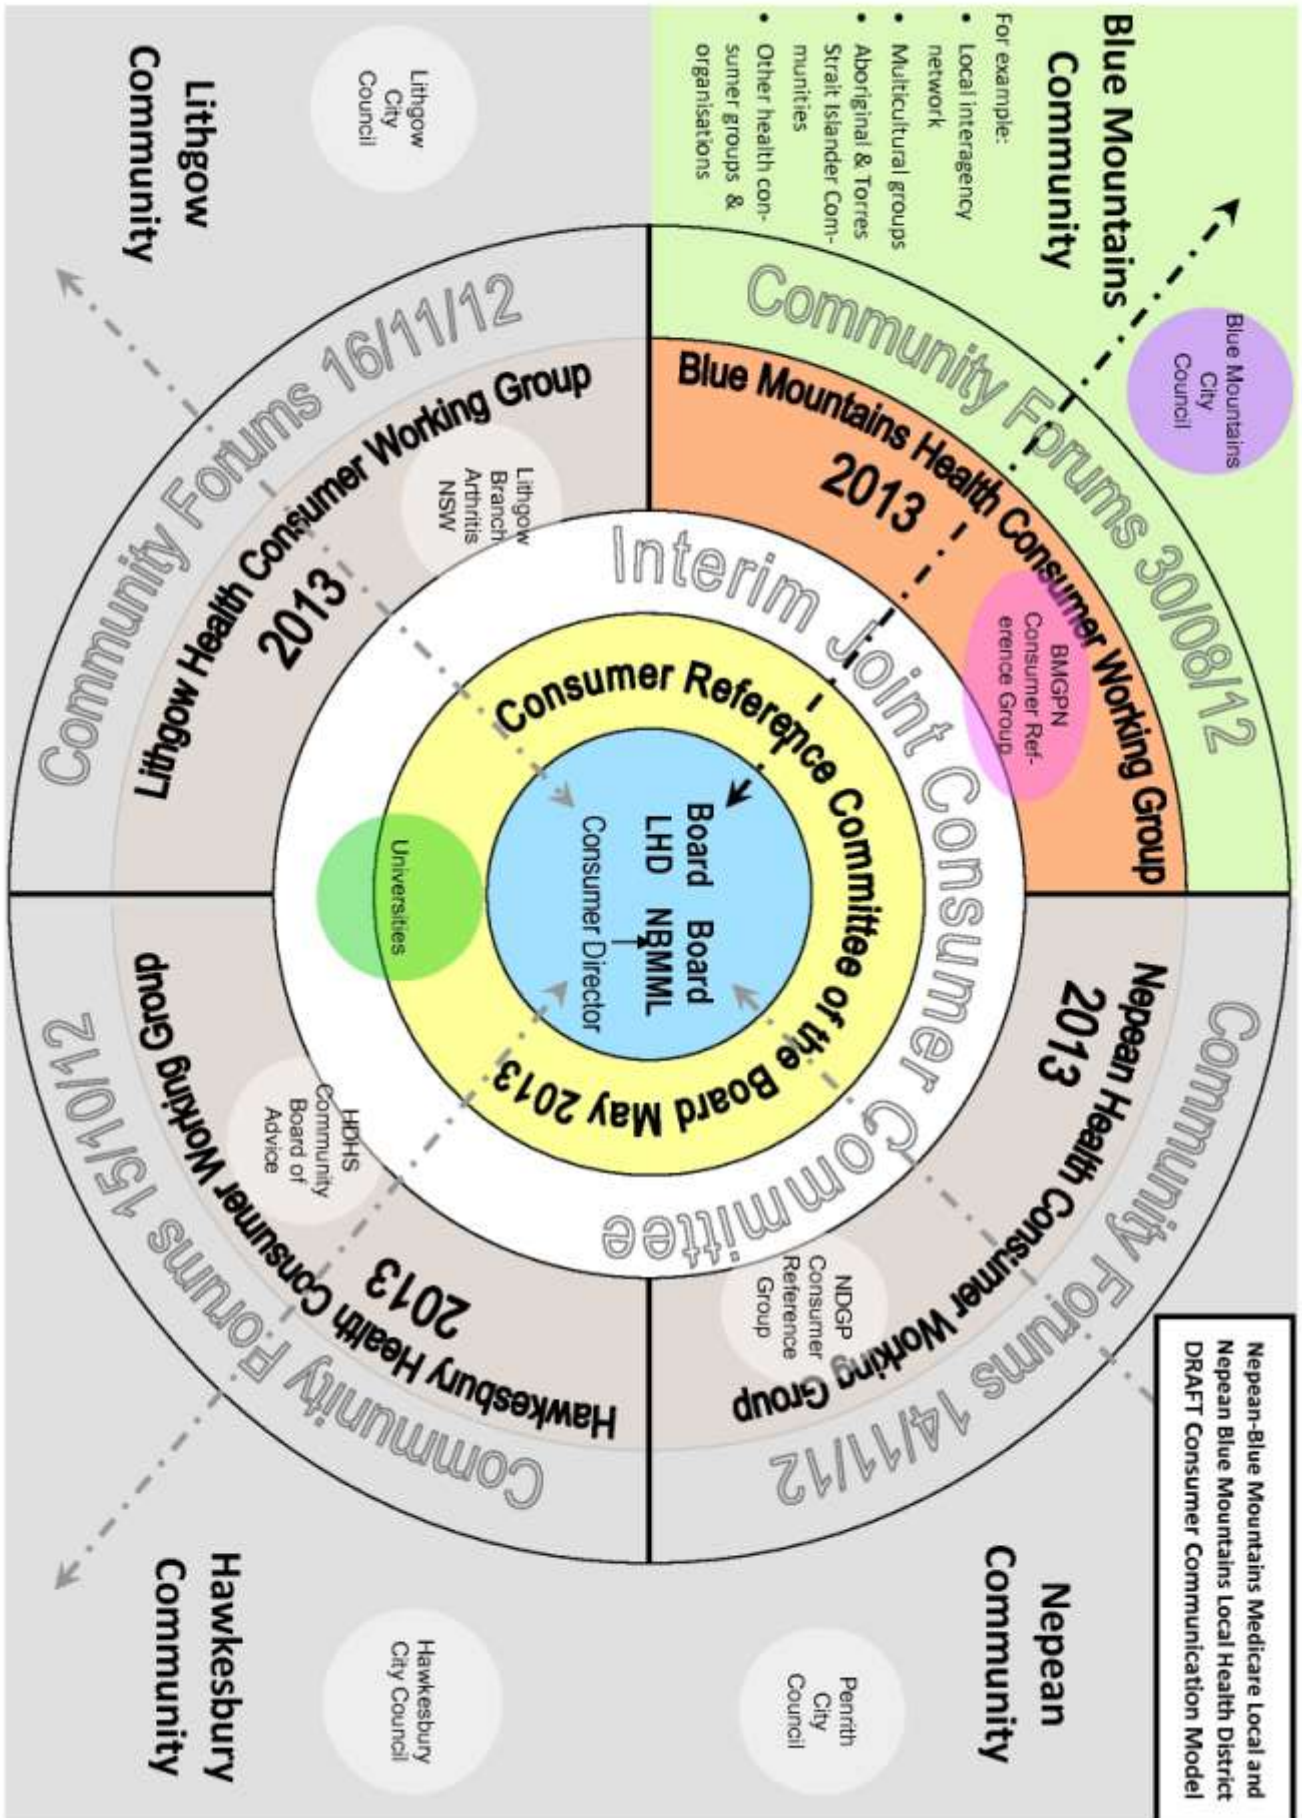 Nepean-Blue Mountains Medicare Local and
Nepean Blue Mountains Local Health District
DRAFT Consumer Communication Model
Blue Mountains
Community
For example:
• Local interagency
network
• Multicultural groups
• Aboriginal & Torres
Strait Islander Com-
munities
• Other health con-
sumer groups &
organisations
Blue Mountains
City
Council
Community Forums 30/08/12
Blue Mountains Health Consumer Working Group
2013
BMGPN
Consumer Ref-
erence Group
Nepean
Community
Penrith
City
Council
Community Forums 14/11/12
Nepean Health Consumer Working Group
2013
NDGP
Consumer
Reference
Group
Interim Joint Consumer Committee
Consumer Reference Committee of the Board May 2013
Board Board
LHD NBMML
Consumer Director
Universities
Lithgow
Community
Lithgow
City
Council
Community Forums 16/11/12
Lithgow Health Consumer Working Group
2013
Lithgow
Branch
Arthritis
NSW
Hawkesbury
Community
Hawkesbury
City Council
Community Forums 15/10/12
Hawkesbury Health Consumer Working Group
2013
HDHS
Community
Board of
Advice